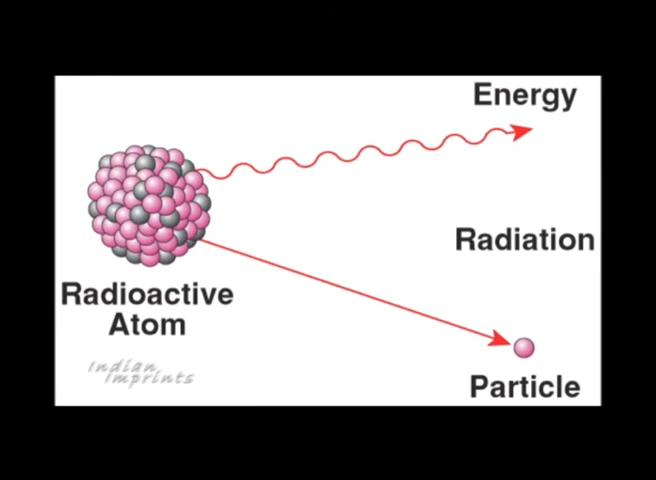 Energy
Radiation
Radioactive
Atom
Indian
Imprints
Particle